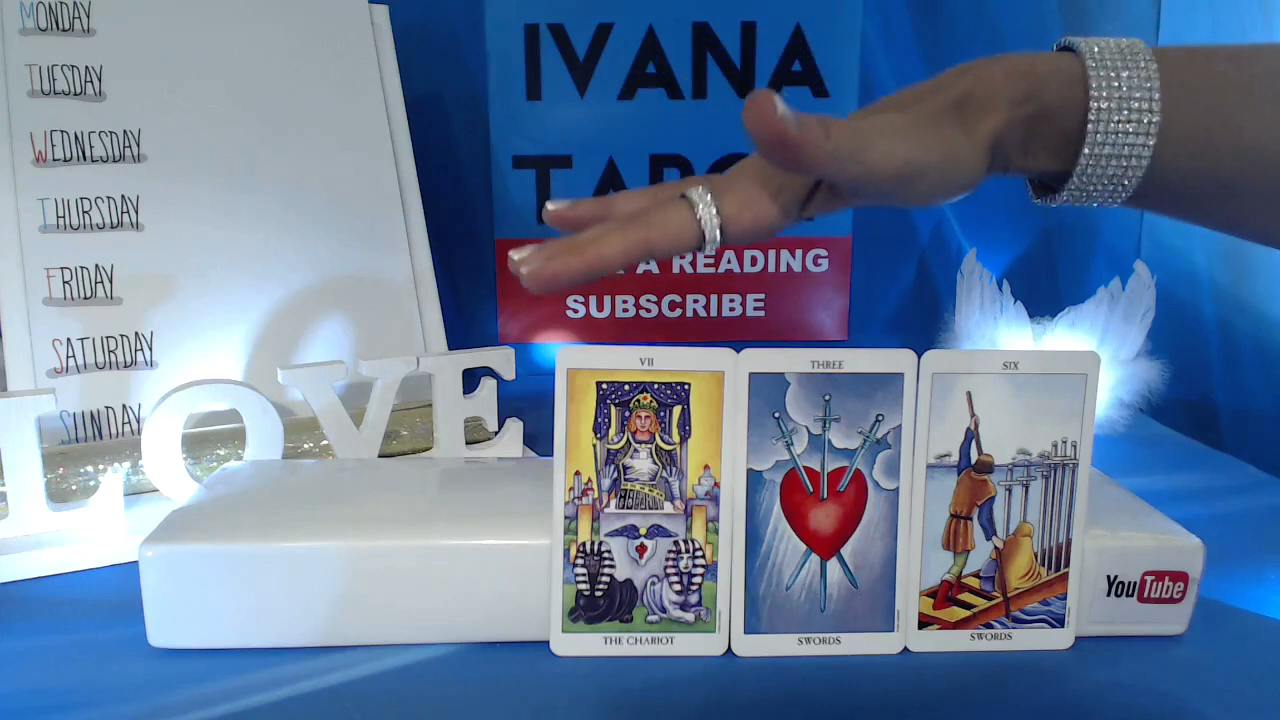 MONDAY
TUESDAY
WEDNESDAY
THURSDAY
FRIDAY
SATURDAY
SUNDAY
LOVE
IVANA
A READING
SUBSCRIBE
VII
THE CHARIOT
THREE
SWORDS
SIX
SWORDS
YouTube